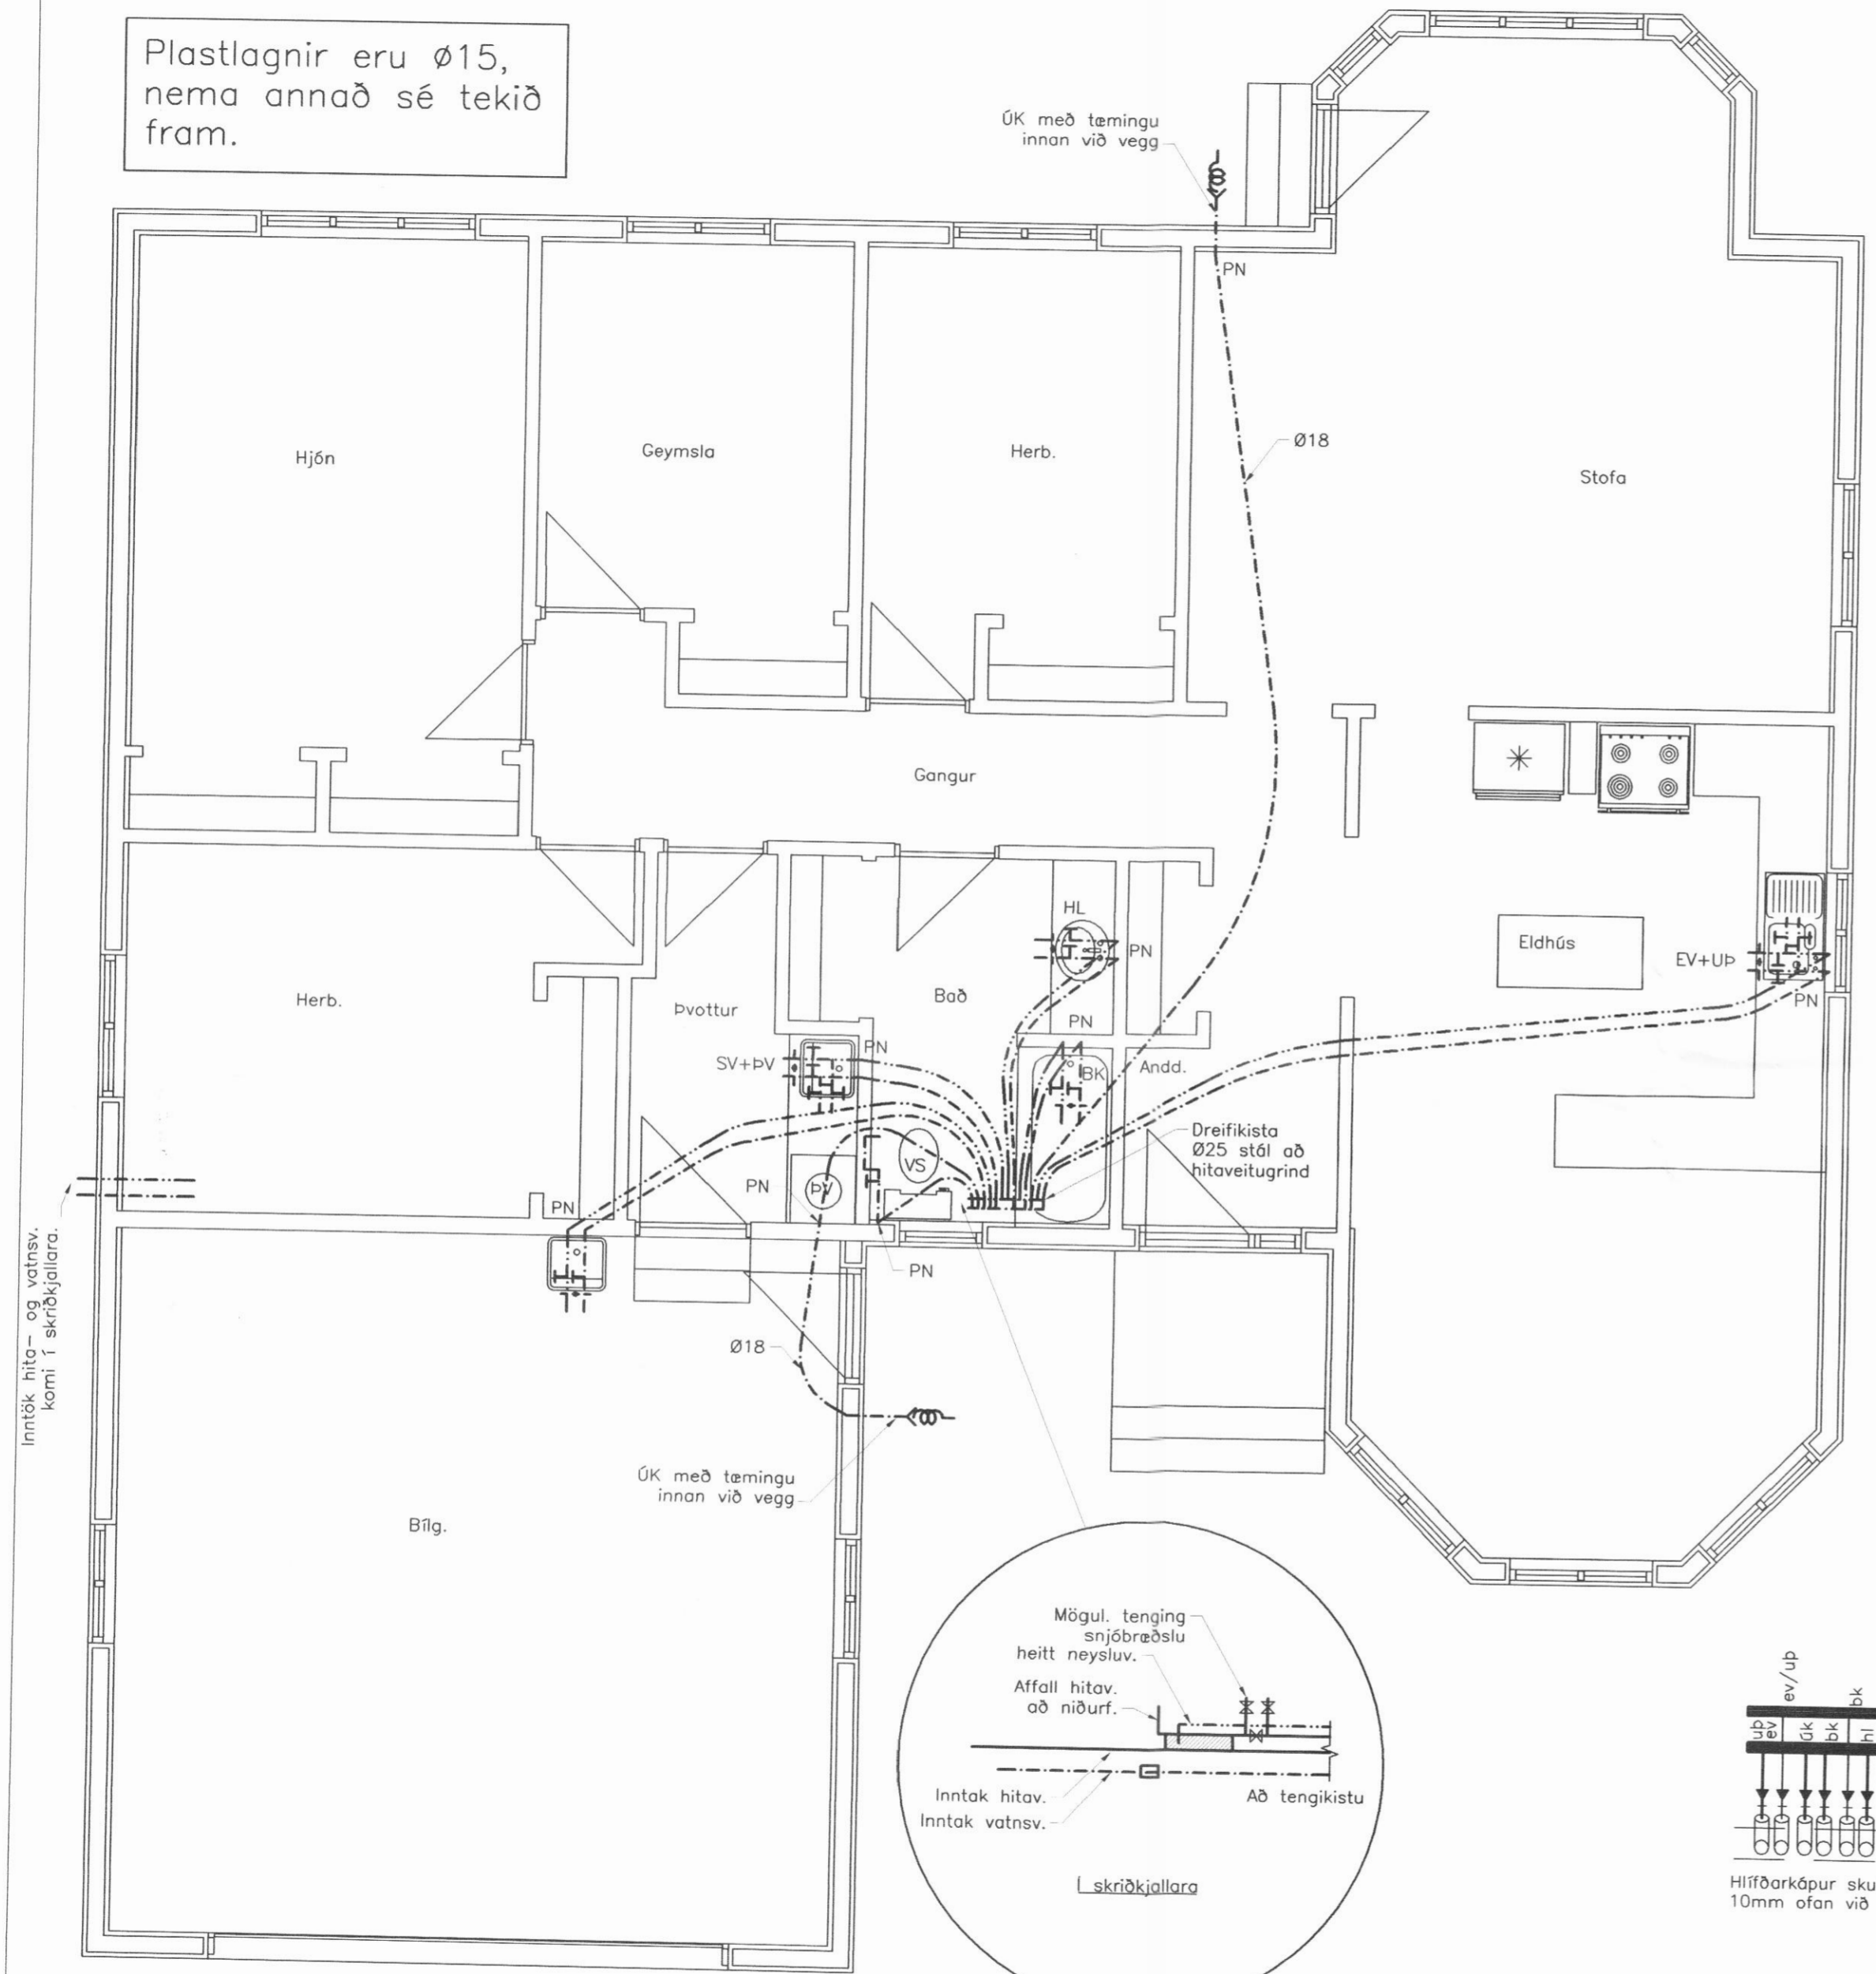 Plastlagnir eru ø15,
nema annað sé tekið
fram.
ÚK með tæmingu
innan við vegg
PN
Ø18
Hjón
Geymsla
Herb.
Stofa
Gangur
HL
PN
Eldhús
EV+UÞ
PN
Herb.
Þvottur
Bað
PN
SV+ÞV
PN
BK
Andd.
Dreifikista
Ø25 stál að
hitaveitugrind
VS
ÞV
PN
PN
PN
Inntök hita- og vatnsv.
komi í skriðkjallara.
Ø18
ÚK með tæmingu
innan við vegg
Bílg.
Mögul. tenging
snjóbræðslu
heitt neysluv.
Affall hitav.
að niðurf.
Inntak hitav.
Inntak vatnsv.
Að tengikistu
Í skriðkjallara
ev/uþ
bk
uþ
ev
úk
bk
hl
Hlífðarkápur sku
10mm ofan við